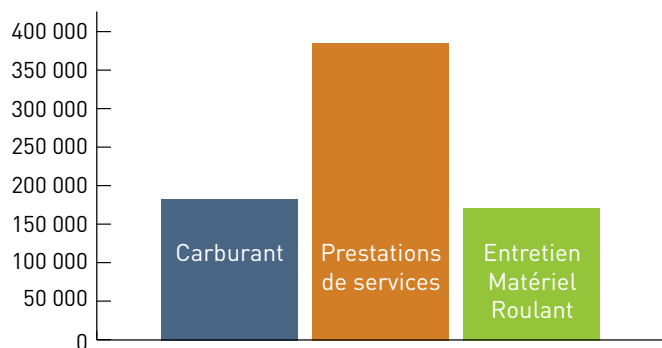 400 000
350 000
300 000
250 000
200 000
150 000
100 000
50 000
0
Carburant
Prestations
de services
Entretien
Matériel
Roulant